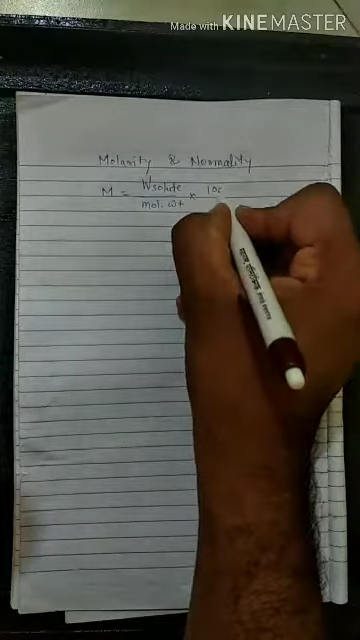 Made with KINEMASTER
Molarity & Normality
M = Wsolute / mol. wt × 100